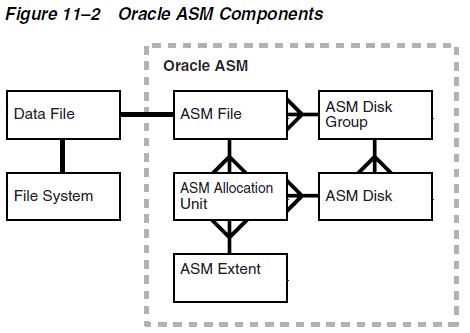 Figure 11–2 Oracle ASM Components
Oracle ASM
Data File
ASM File
ASM Disk
Group
File System
ASM Allocation
Unit
ASM Disk
ASM Extent